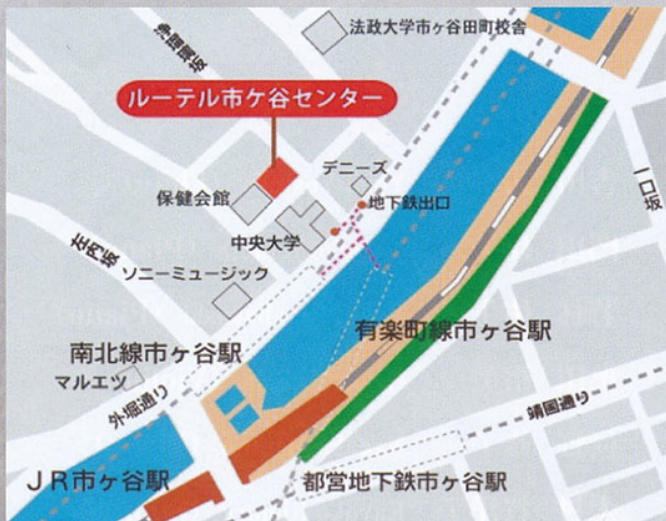 法政大学市ヶ谷田町校舎
浄瑠璃坂
ルーテル市ケ谷センター
デニーズ
保健会館
地下鉄出口
一口坂
中央大学
左内坂
ソニーミュージック
有楽町線市ヶ谷駅
南北線市ヶ谷駅
マルエツ
外堀通り
靖国通り
JR市ヶ谷駅
都営地下鉄市ヶ谷駅